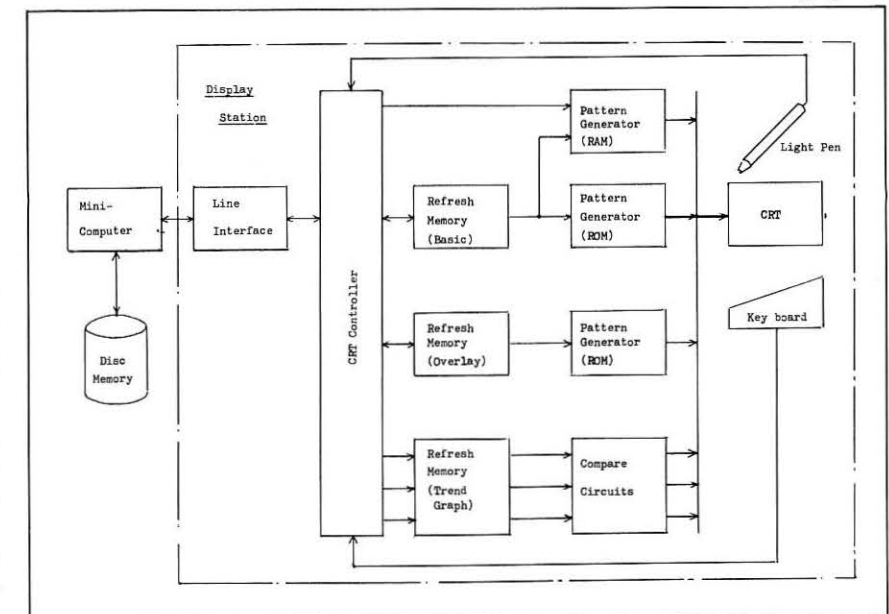 Display
Station
Mini-
Computer
Disc
Memory
Line
Interface
CRT Controller
Refresh
Memory
(Basic)
Refresh
Memory
(Overlay)
Refresh
Memory
(Trend
Graph)
Pattern
Generator
(RAM)
Pattern
Generator
(ROM)
Pattern
Generator
(ROM)
Compare
Circuits
Light Pen
CRT
Key board